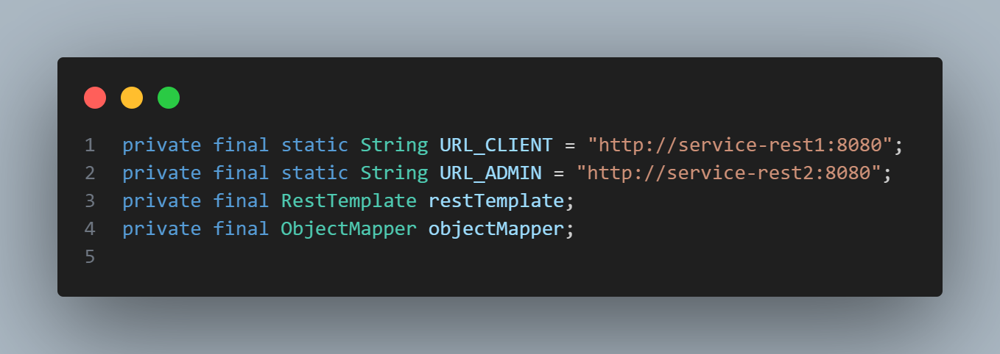 1 private final static String URL_CLIENT = "http://service-rest1:8080";
2 private final static String URL_ADMIN = "http://service-rest2:8080";
3 private final RestTemplate restTemplate;
4 private final ObjectMapper objectMapper;
5